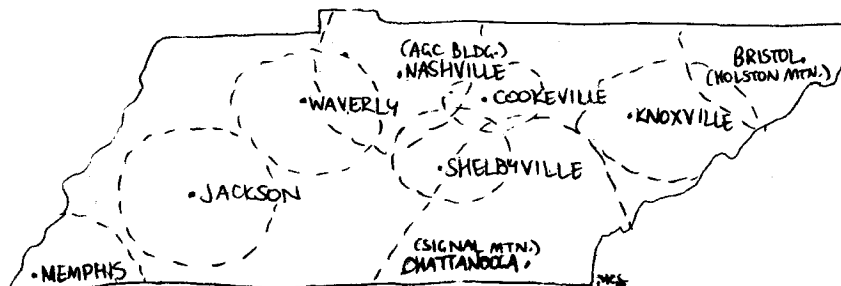 (AGC BLDG.)
•NASHVILLE
BRISTOL•
(HOLSTON MTN.)
•WAVERLY
•COOKEVILLE
•KNOXVILLE
•SHELBYVILLE
•JACKSON
(SIGNAL MTN.)
CHATTANOOGA•
•MEMPHIS